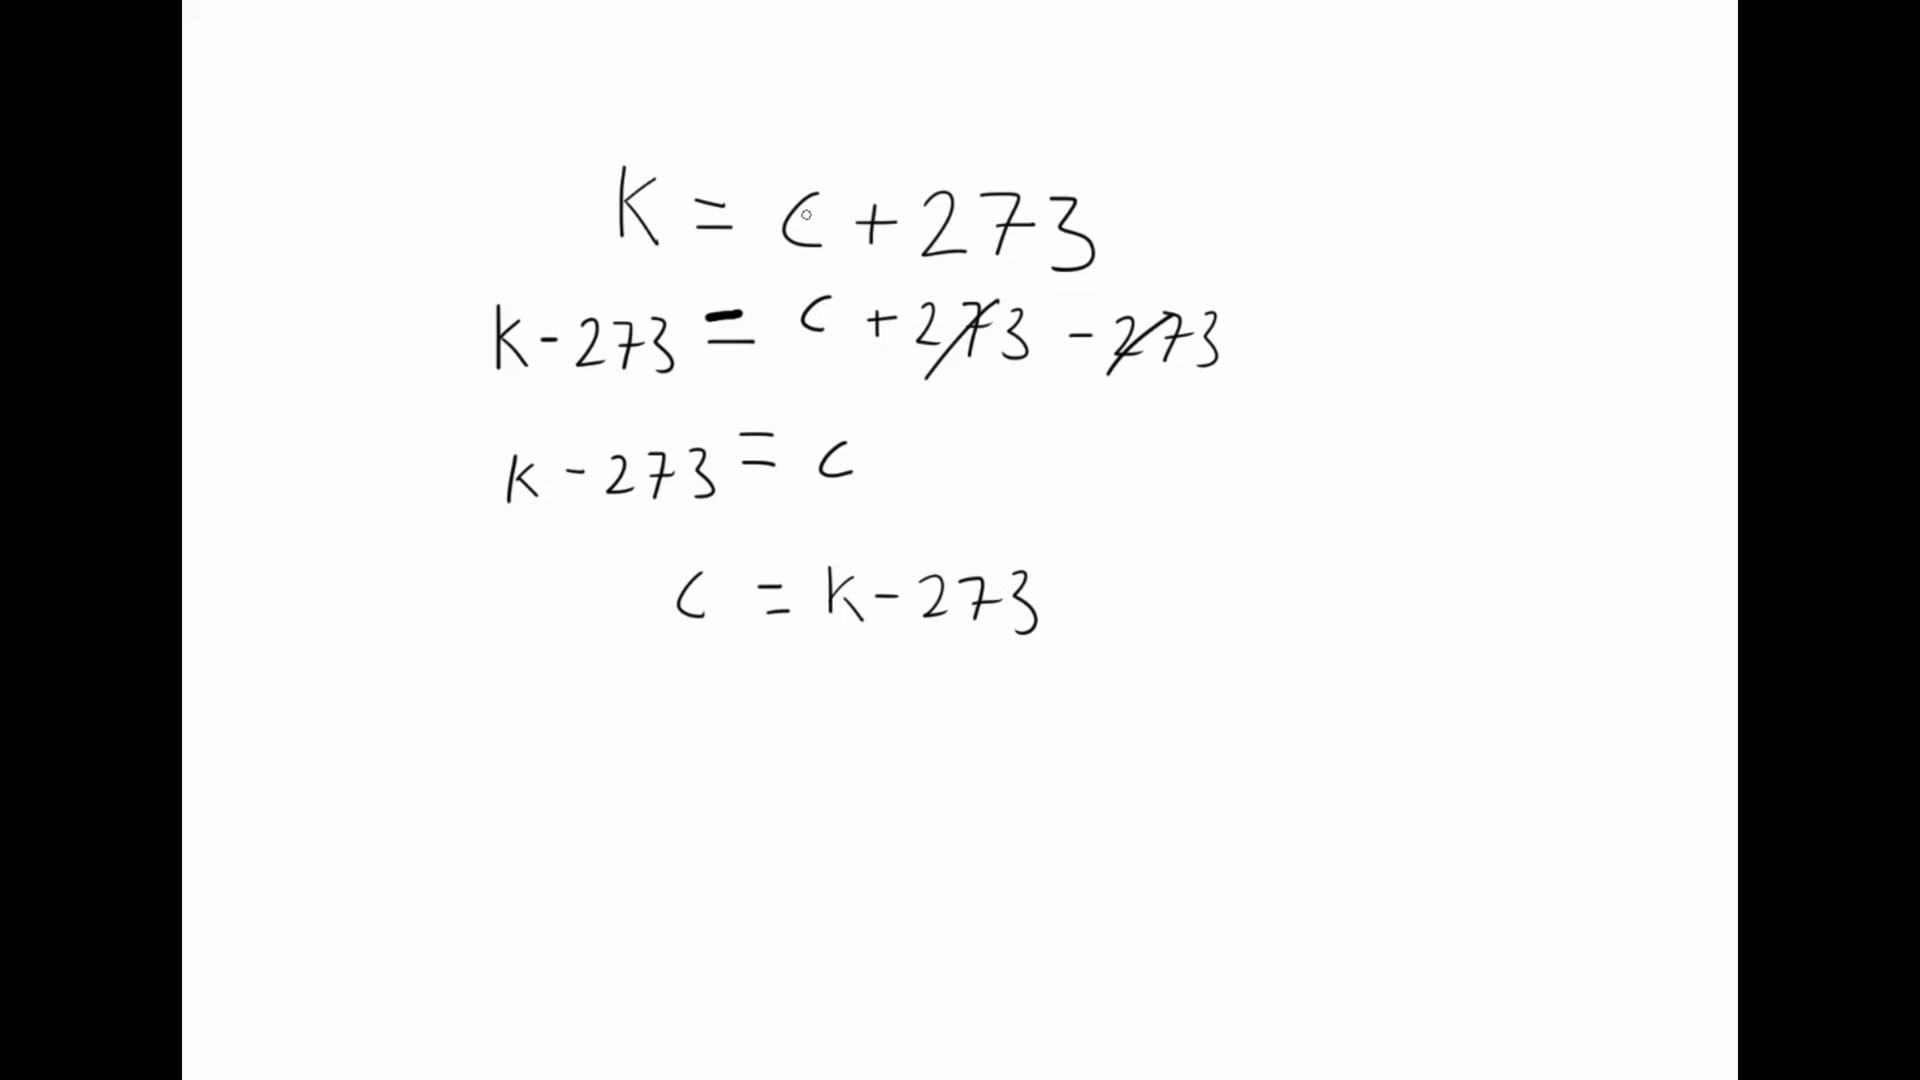 K = C + 273
K - 273 = C + 273 - 273
K - 273 = C
C = K - 273